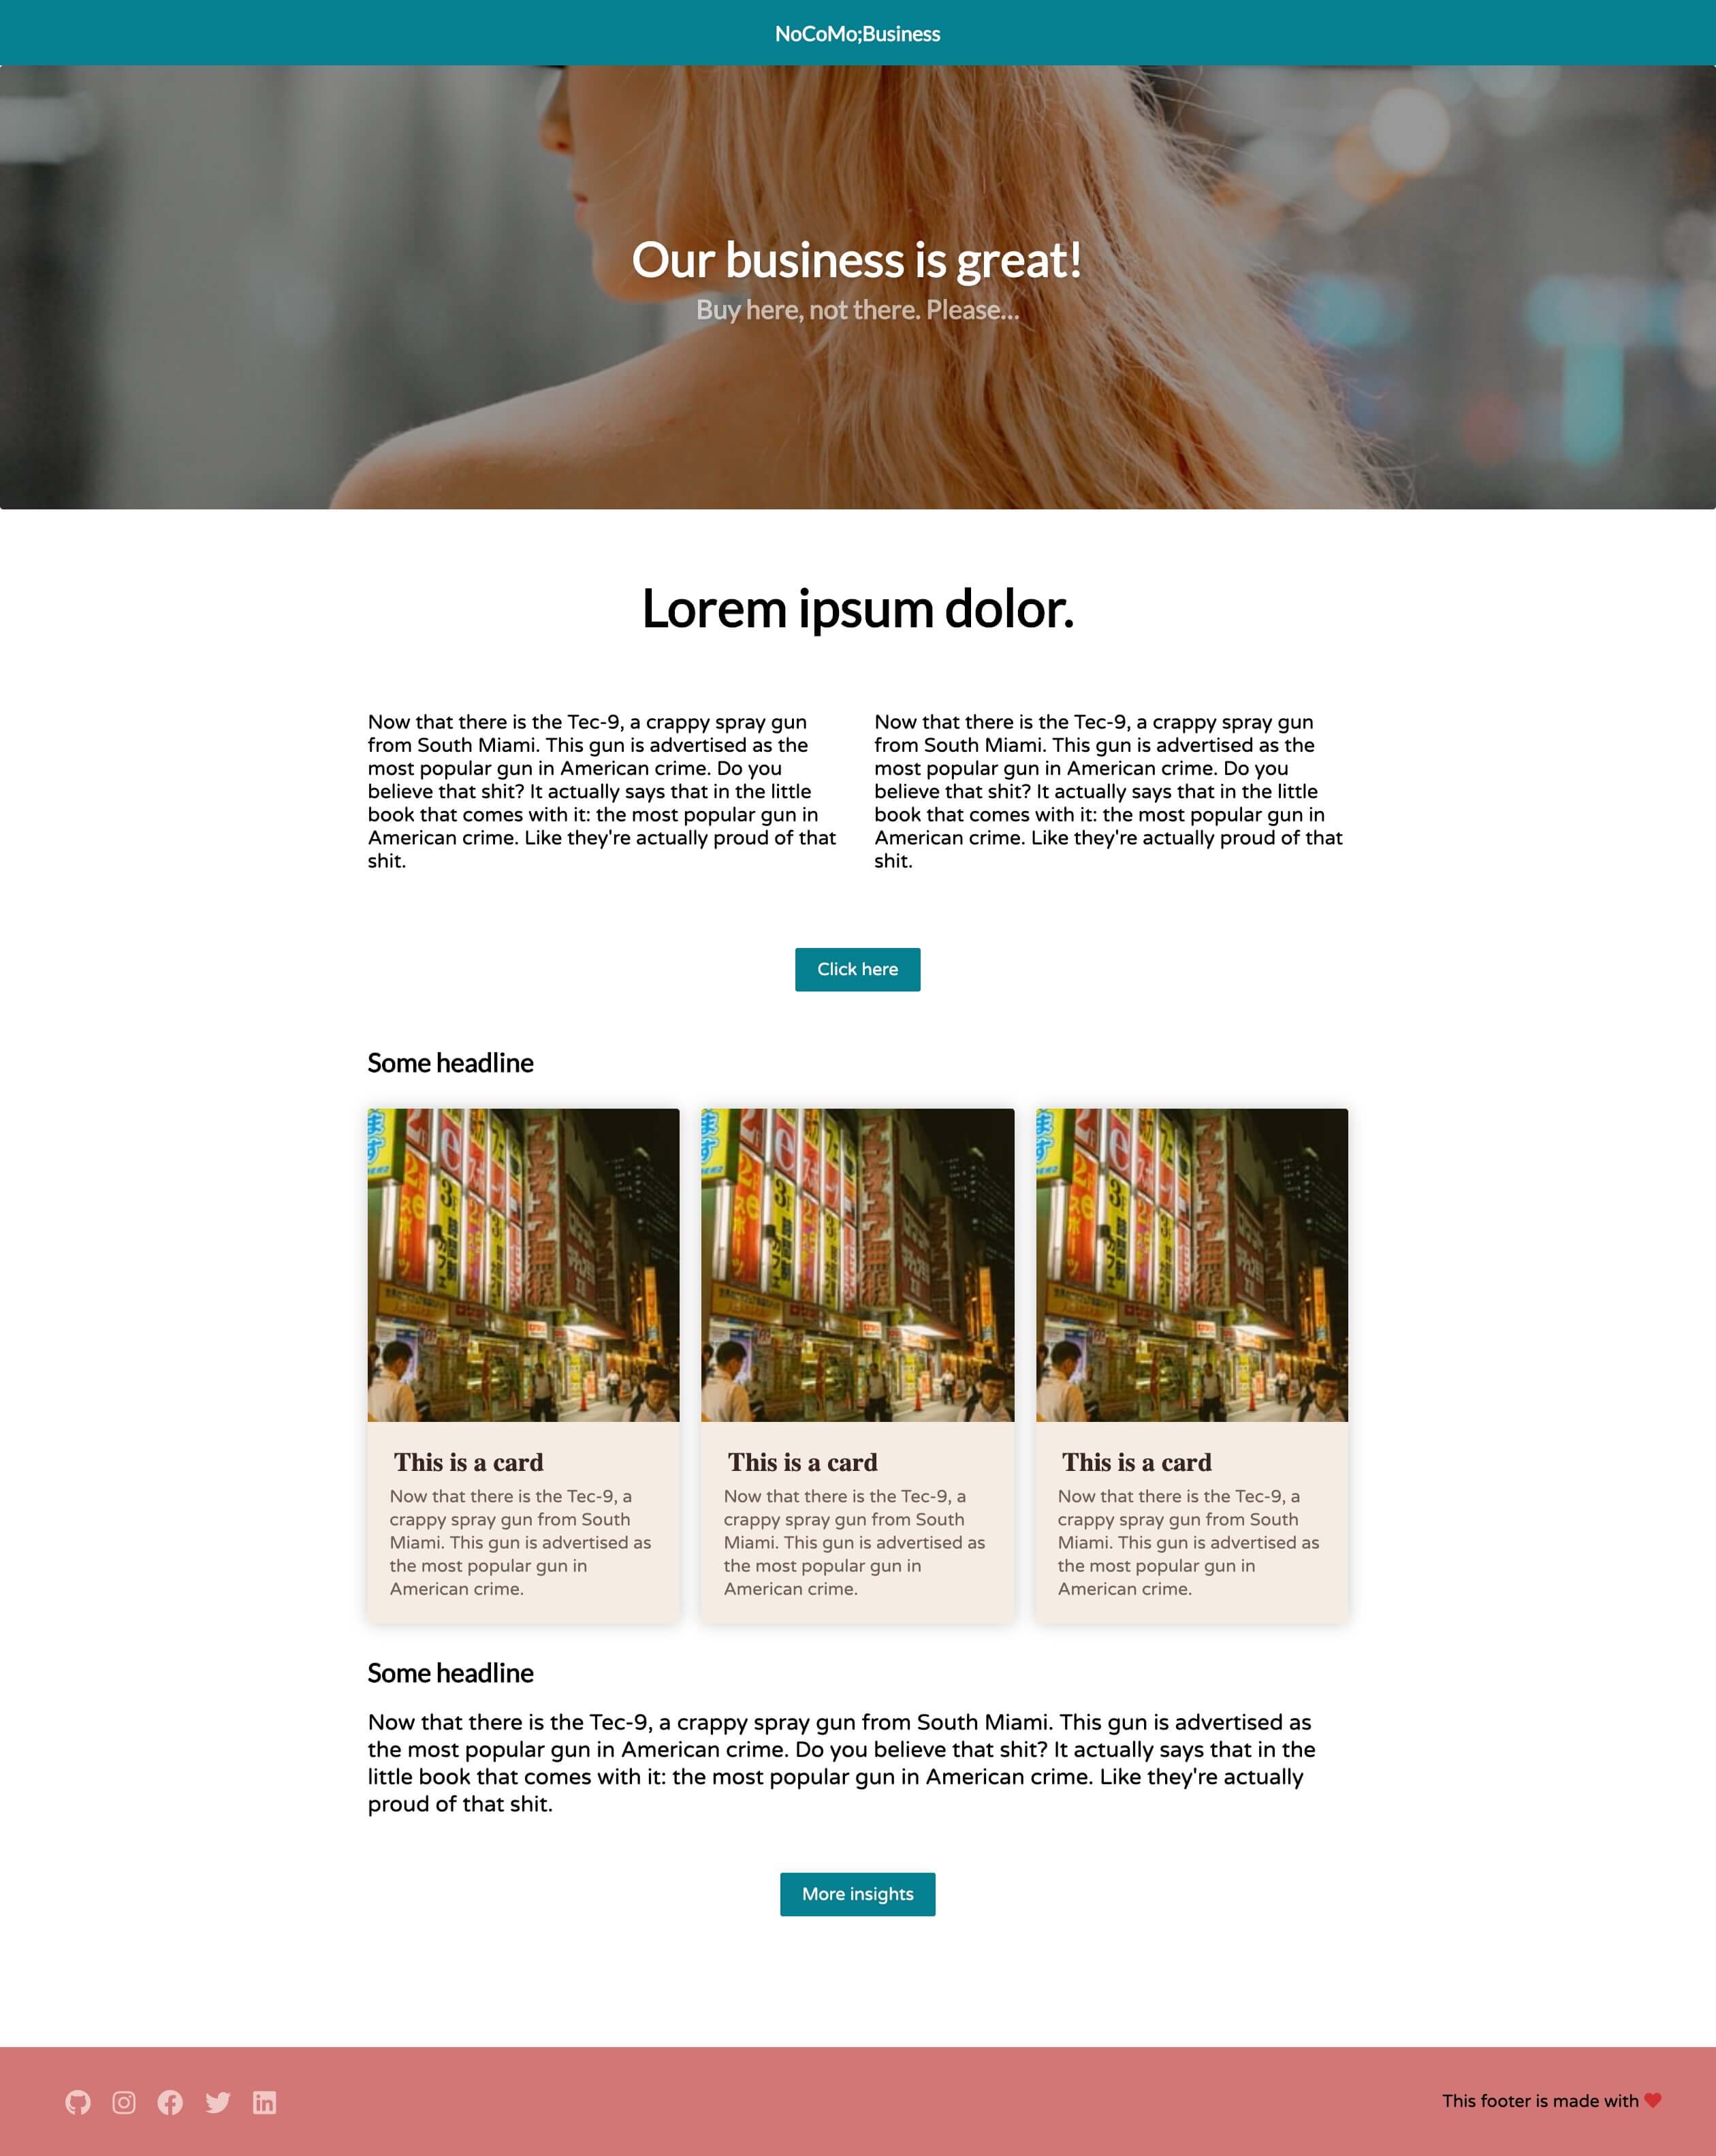 NoCoMo;Business
Our business is great!
Buy here, not there. Please...
Lorem ipsum dolor.
Now that there is the Tec-9, a crappy spray gun
from South Miami. This gun is advertised as the
most popular gun in American crime. Do you
believe that shit? It actually says that in the little
book that comes with it: the most popular gun in
American crime. Like they're actually proud of that
shit.
Now that there is the Tec-9, a crappy spray gun
from South Miami. This gun is advertised as the
most popular gun in American crime. Do you
believe that shit? It actually says that in the little
book that comes with it: the most popular gun in
American crime. Like they're actually proud of that
shit.
Click here
Some headline
This is a card
Now that there is the Tec-9, a
crappy spray gun from South
Miami. This gun is advertised as
the most popular gun in
American crime.
This is a card
Now that there is the Tec-9, a
crappy spray gun from South
Miami. This gun is advertised as
the most popular gun in
American crime.
This is a card
Now that there is the Tec-9, a
crappy spray gun from South
Miami. This gun is advertised as
the most popular gun in
American crime.
Some headline
Now that there is the Tec-9, a crappy spray gun from South Miami. This gun is advertised as
the most popular gun in American crime. Do you believe that shit? It actually says that in the
little book that comes with it: the most popular gun in American crime. Like they're actually
proud of that shit.
More insights
This footer is made with